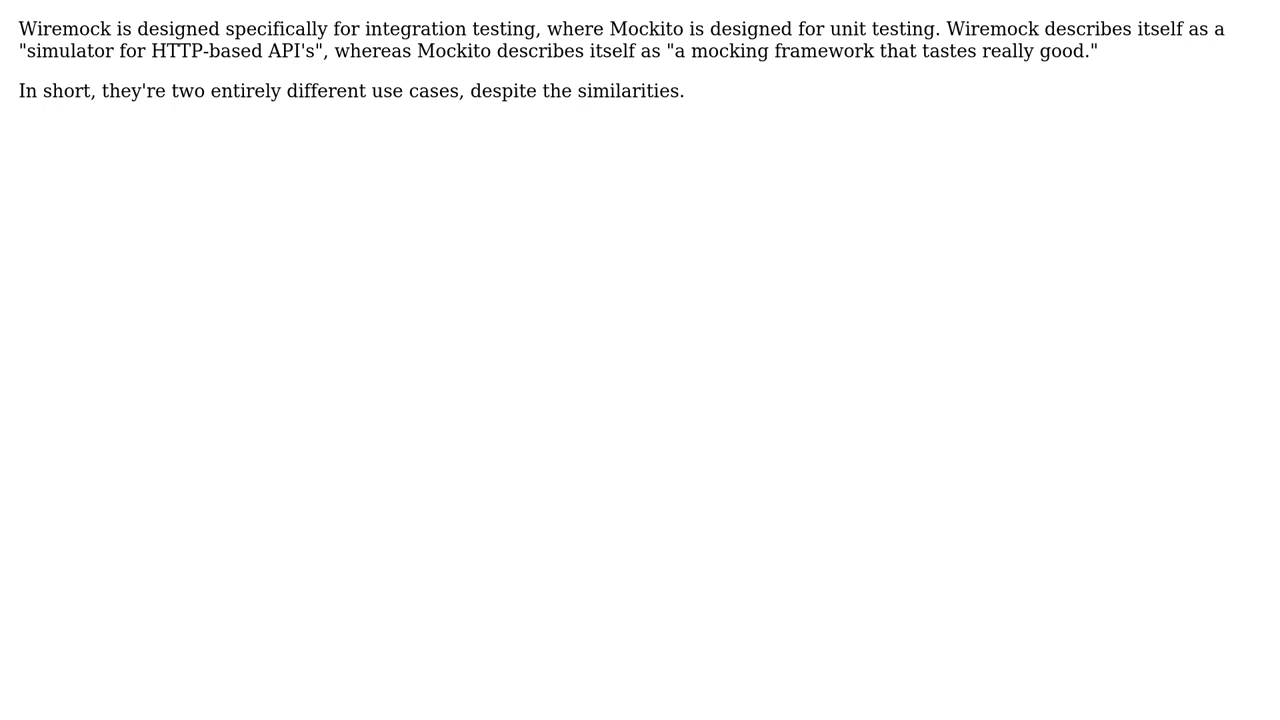 Wiremock is designed specifically for integration testing, where Mockito is designed for unit testing. Wiremock describes itself as a
"simulator for HTTP-based API's", whereas Mockito describes itself as "a mocking framework that tastes really good."
In short, they're two entirely different use cases, despite the similarities.